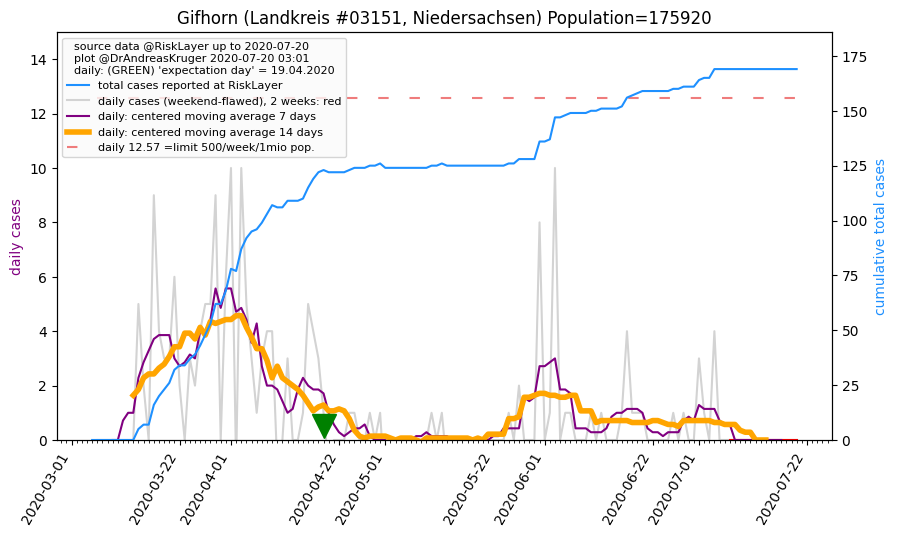 Gifhorn (Landkreis #03151, Niedersachsen) Population=175920
source data @RiskLayer up to 2020-07-20
plot @DrAndreasKruger 2020-07-20 03:01
daily: (GREEN) 'expectation day' = 19.04.2020
total cases reported at RiskLayer
daily cases (weekend-flawed), 2 weeks: red
daily: centered moving average 7 days
daily: centered moving average 14 days
daily 12.57 =limit 500/week/1mio pop.
daily cases
14
12
10
8
6
4
2
0
cumulative total cases
175
150
125
100
75
50
25
0
2020-03-01
2020-03-22
2020-04-01
2020-04-22
2020-05-01
2020-05-22
2020-06-01
2020-06-22
2020-07-01
2020-07-22